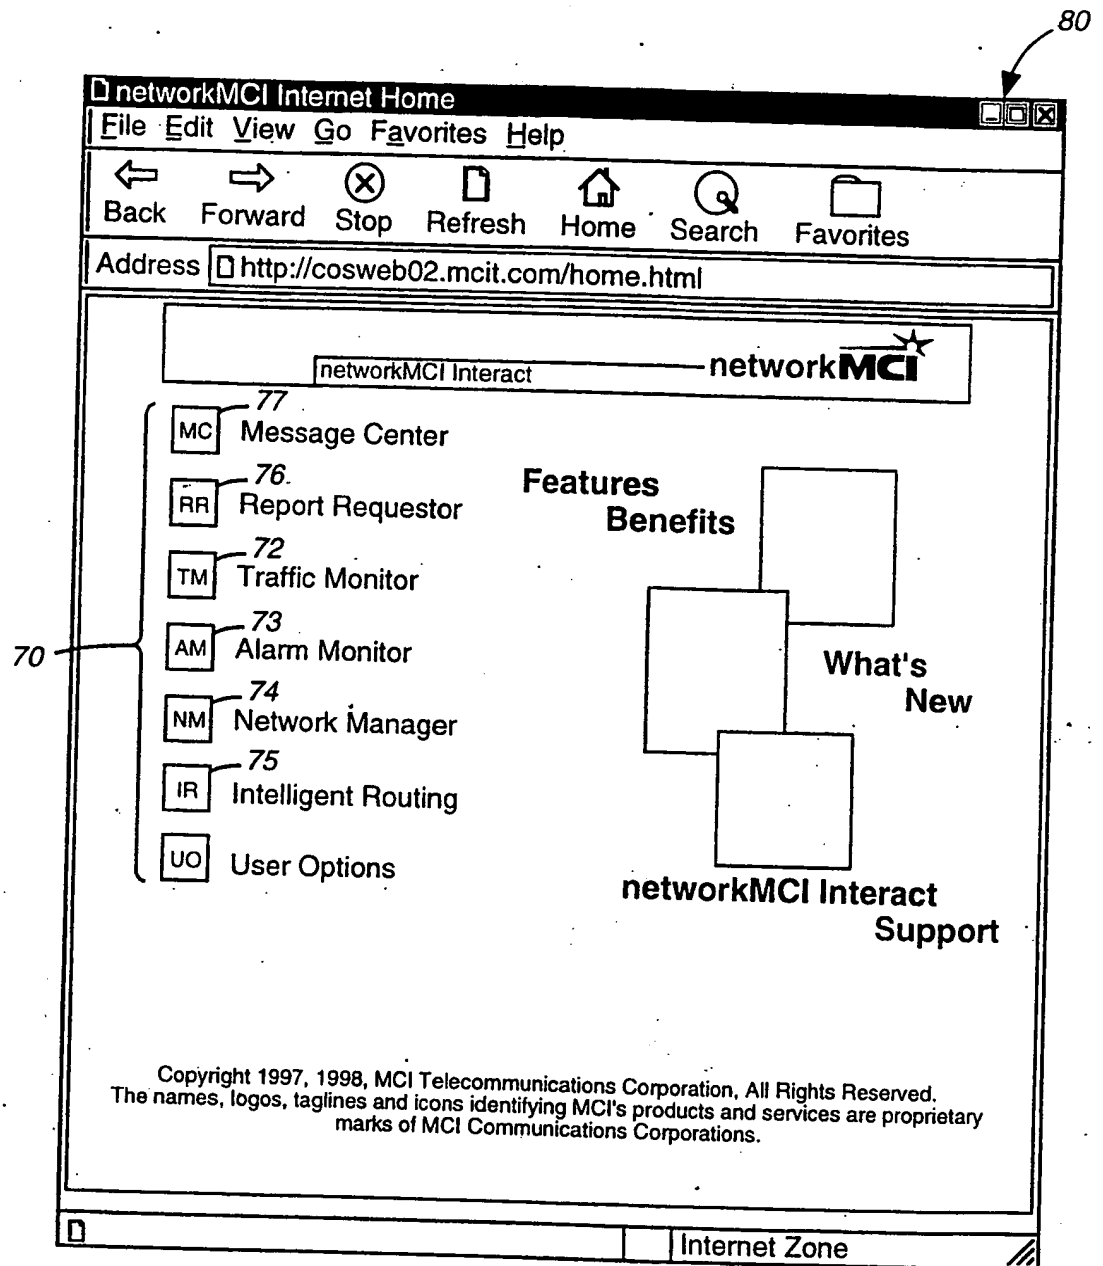 80
networkMCI Internet Home
File Edit View Go Favorites Help
Back Forward Stop Refresh Home Search Favorites
Address http://cosweb02.mcit.com/home.html
networkMCI Interact
networkMCI
77
MC Message Center
76
RR Report Requestor
72
TM Traffic Monitor
73
AM Alarm Monitor
70
74
NM Network Manager
75
IR Intelligent Routing
UO User Options
Features
Benefits
What's
New
networkMCI Interact
Support
Copyright 1997, 1998, MCI Telecommunications Corporation, All Rights Reserved.
The names, logos, taglines and icons identifying MCI's products and services are proprietary
marks of MCI Communications Corporations.
Internet Zone